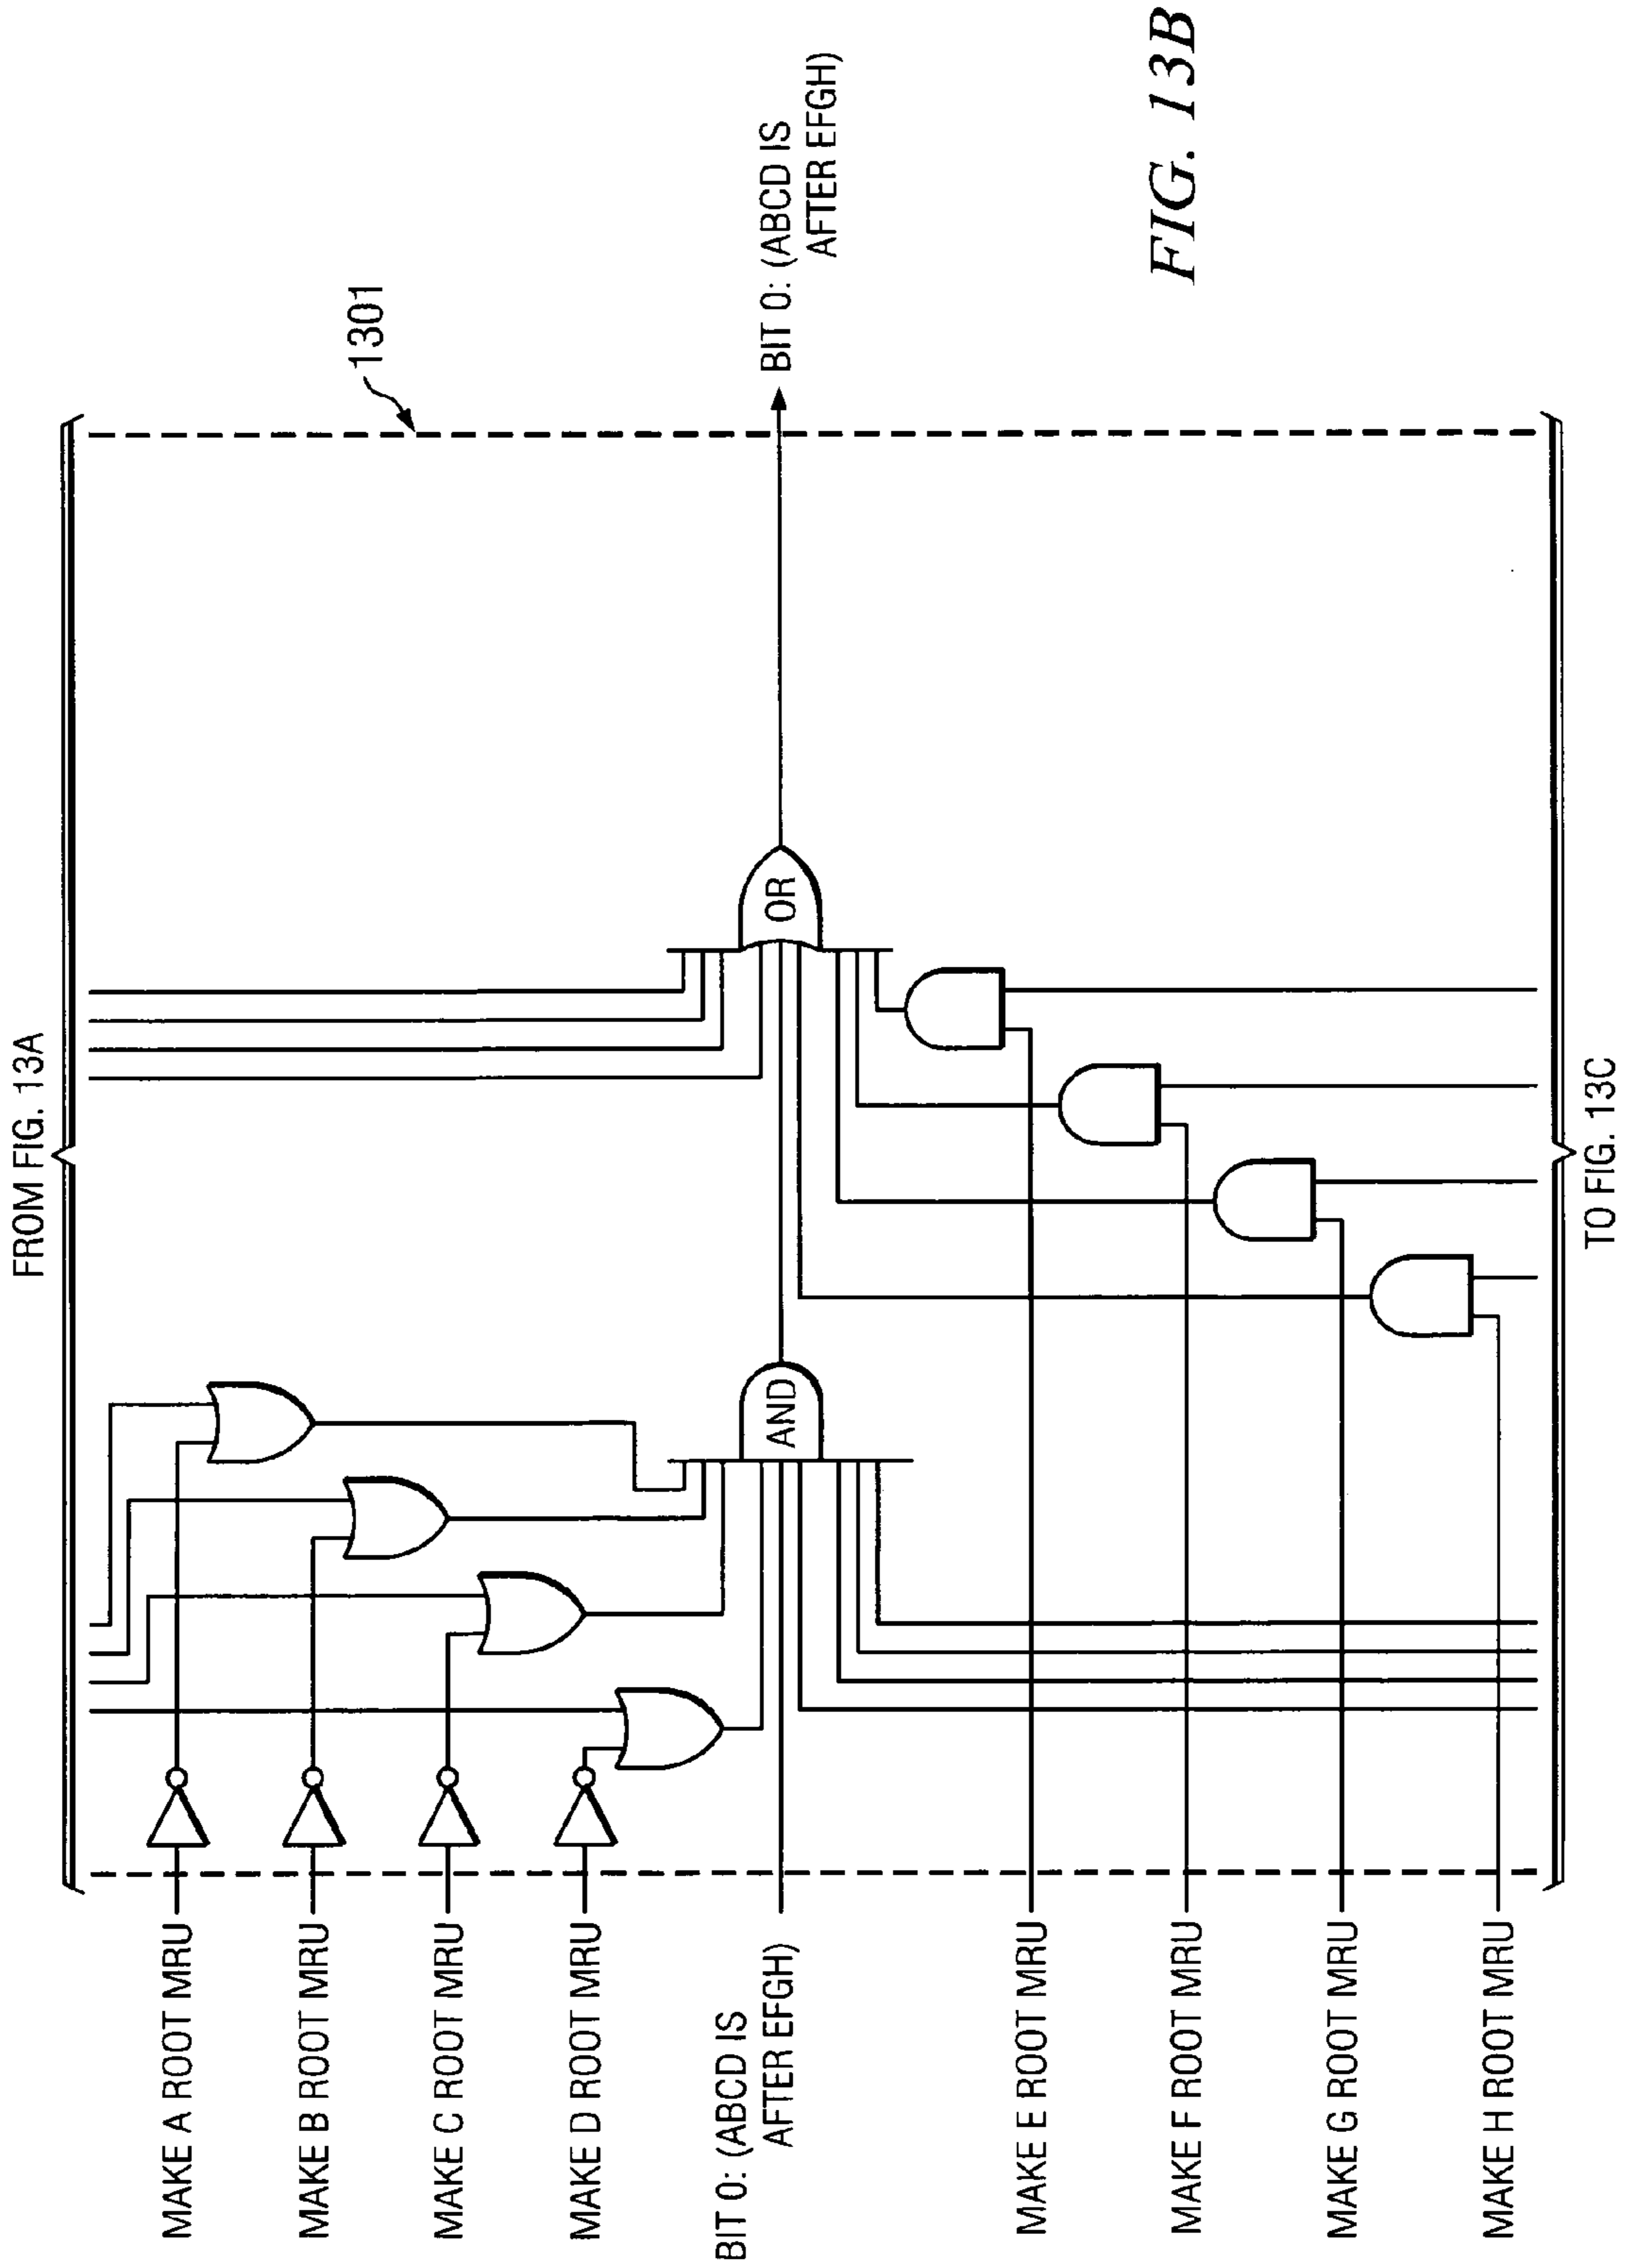 FROM FIG. 13A
1301
MAKE A ROOT MRU
MAKE B ROOT MRU
MAKE C ROOT MRU
MAKE D ROOT MRU
BIT 0: (ABCD IS
AFTER EFGH)
AND
OR
BIT 0: (ABCD IS
AFTER EFGH)
MAKE E ROOT MRU
MAKE F ROOT MRU
MAKE G ROOT MRU
MAKE H ROOT MRU
TO FIG. 13C
FIG. 13B